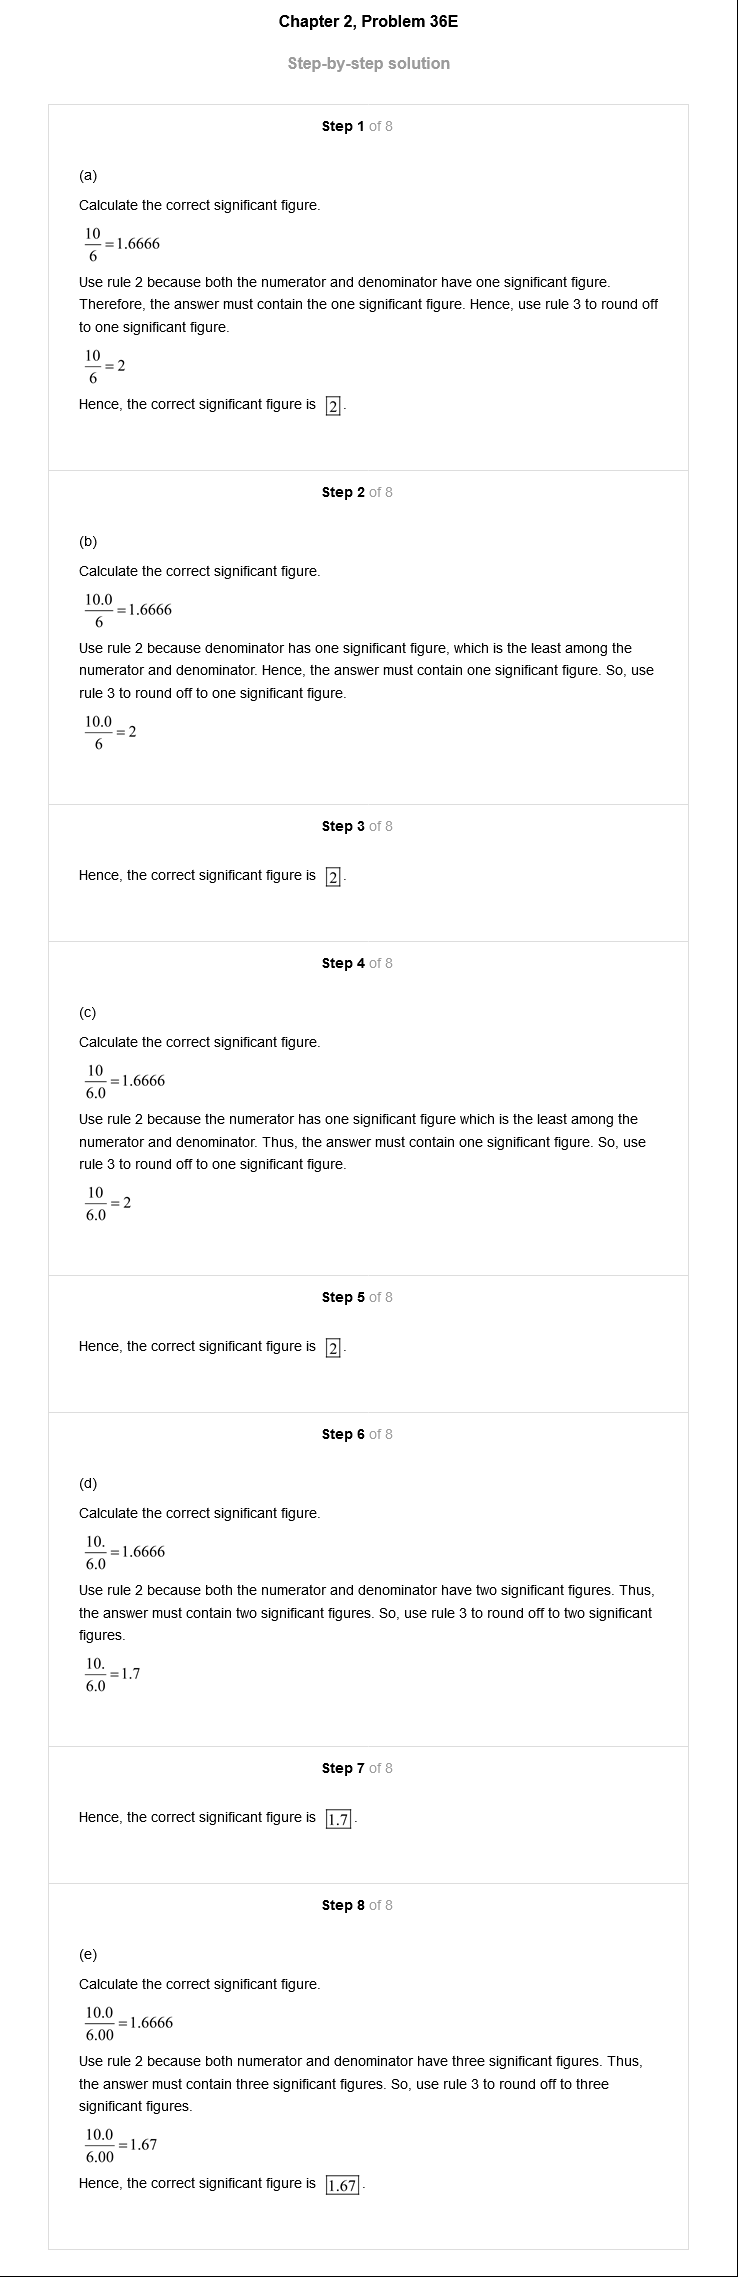 Chapter 2, Problem 36E
Step-by-step solution
Step 1 of 8
(a)
Calculate the correct significant figure.
10/6 = 1.6666
Use rule 2 because both the numerator and denominator have one significant figure.
Therefore, the answer must contain the one significant figure. Hence, use rule 3 to round off
to one significant figure.
10/6 = 2
Hence, the correct significant figure is 2.
Step 2 of 8
(b)
Calculate the correct significant figure.
10.0/6 = 1.6666
Use rule 2 because denominator has one significant figure, which is the least among the
numerator and denominator. Hence, the answer must contain one significant figure. So, use
rule 3 to round off to one significant figure.
10.0/6 = 2
Step 3 of 8
Hence, the correct significant figure is 2.
Step 4 of 8
(c)
Calculate the correct significant figure.
10/6.0 = 1.6666
Use rule 2 because the numerator has one significant figure which is the least among the
numerator and denominator. Thus, the answer must contain one significant figure. So, use
rule 3 to round off to one significant figure.
10/6.0 = 2
Step 5 of 8
Hence, the correct significant figure is 2.
Step 6 of 8
(d)
Calculate the correct significant figure.
10./6.0 = 1.6666
Use rule 2 because both the numerator and denominator have two significant figures. Thus,
the answer must contain two significant figures. So, use rule 3 to round off to two significant
figures.
10./6.0 = 1.7
Step 7 of 8
Hence, the correct significant figure is 1.7.
Step 8 of 8
(e)
Calculate the correct significant figure.
10.0/6.00 = 1.6666
Use rule 2 because both numerator and denominator have three significant figures. Thus,
the answer must contain three significant figures. So, use rule 3 to round off to three
significant figures.
10.0/6.00 = 1.67
Hence, the correct significant figure is 1.67.